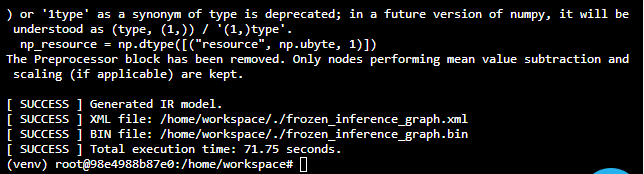 ) or '1type' as a synonym of type is deprecated; in a future version of numpy, it will be
understood as (type, (1,)) / '(1,)type'.
np_resource = np.dtype([("resource", np.ubyte, 1)])
The Preprocessor block has been removed. Only nodes performing mean value subtraction and
scaling (if applicable) are kept.
[ SUCCESS ] Generated IR model.
[ SUCCESS ] XML file: /home/workspace/./frozen_inference_graph.xml
[ SUCCESS ] BIN file: /home/workspace/./frozen_inference_graph.bin
[ SUCCESS ] Total execution time: 71.75 seconds.
(venv) root@98e4988b87e0:/home/workspace#